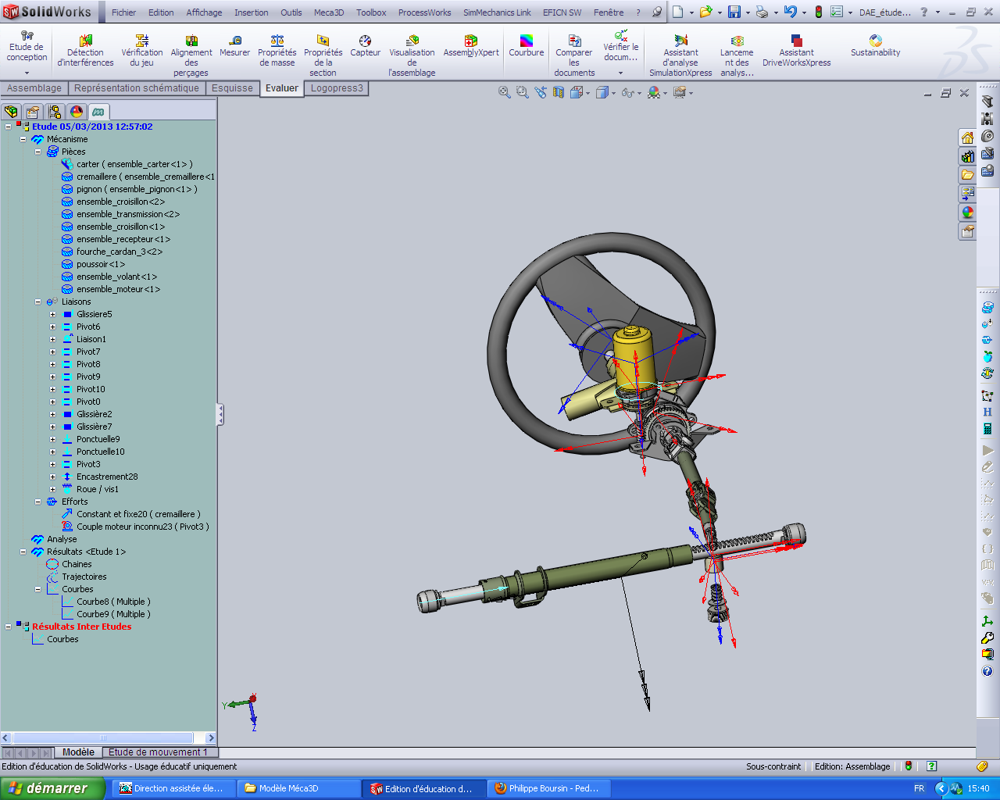 SolidWorks Fichier Edition Affichage Insertion Outils Meca3D Toolbox ProcessWorks SimMechanics Link EFICN SW Fenêtre ? DAE_étude... ?
Etude de conception
Détection d'interférences
Vérification du jeu
Alignement des perçages
Mesurer
Propriétés de masse
Propriétés de la section
Capteur
Visualisation de l'assemblage
AssemblyXpert
Courbure
Comparer les documents
Vérifier le docum...
Assistant d'analyse SimulationXpress
Lanceme nt des analys...
Assistant DriveWorksXpress
Sustainability
Assemblage Représentation schématique Esquisse Evaluer Logopress3
Etude 05/03/2013 12:57:02
Mécanisme
Pièces
carter ( ensemble_carter<1> )
cremaillere ( ensemble_cremaillere<1
pignon ( ensemble_pignon<1> )
ensemble_croisillon<2>
ensemble_transmission<2>
ensemble_croisillon<1>
ensemble_recepteur<1>
fourche_cardan_3<2>
poussoir<1>
ensemble_volant<1>
ensemble_moteur<1>
Liaisons
Glissiere5
Pivot6
Liaison1
Pivot7
Pivot8
Pivot9
Pivot10
Pivot0
Glissière2
Glissière7
Ponctuelle9
Ponctuelle10
Pivot3
Encastrement28
Roue / vis1
Efforts
Constant et fixe20 ( cremaillere )
Couple moteur inconnu23 ( Pivot3 )
Analyse
Résultats <Etude 1>
Chaines
Trajectoires
Courbes
Courbe8 ( Multiple )
Courbe9 ( Multiple )
Résultats Inter Etudes
Courbes
Y
Z
Modèle Etude de mouvement 1
Edition d'éducation de SolidWorks - Usage éducatif uniquement Sous-contraint Edition: Assemblage ?
démarrer Direction assistée éle... Modèle Méca3D Edition d'éducation d... Philippe Boursin - Ped... FR 15:40